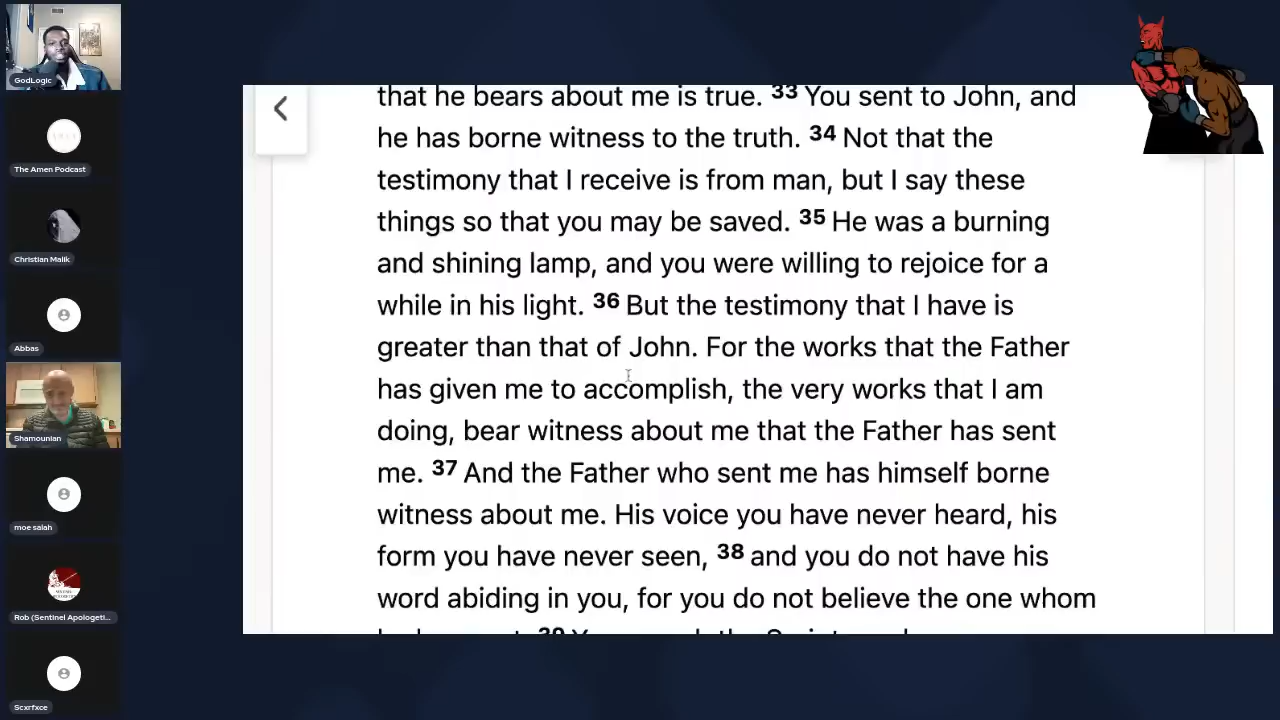 GodLogic
The Amen Podcast
Christian Malik
Abbas
Shamounian
moe salah
Rob (Sentinel Apologeti...
Scxrfxce
that he bears about me is true. 33 You sent to John, and
he has borne witness to the truth. 34 Not that the
testimony that I receive is from man, but I say these
things so that you may be saved. 35 He was a burning
and shining lamp, and you were willing to rejoice for a
while in his light. 36 But the testimony that I have is
greater than that of John. For the works that the Father
has given me to accomplish, the very works that I am
doing, bear witness about me that the Father has sent
me. 37 And the Father who sent me has himself borne
witness about me. His voice you have never heard, his
form you have never seen, 38 and you do not have his
word abiding in you, for you do not believe the one whom